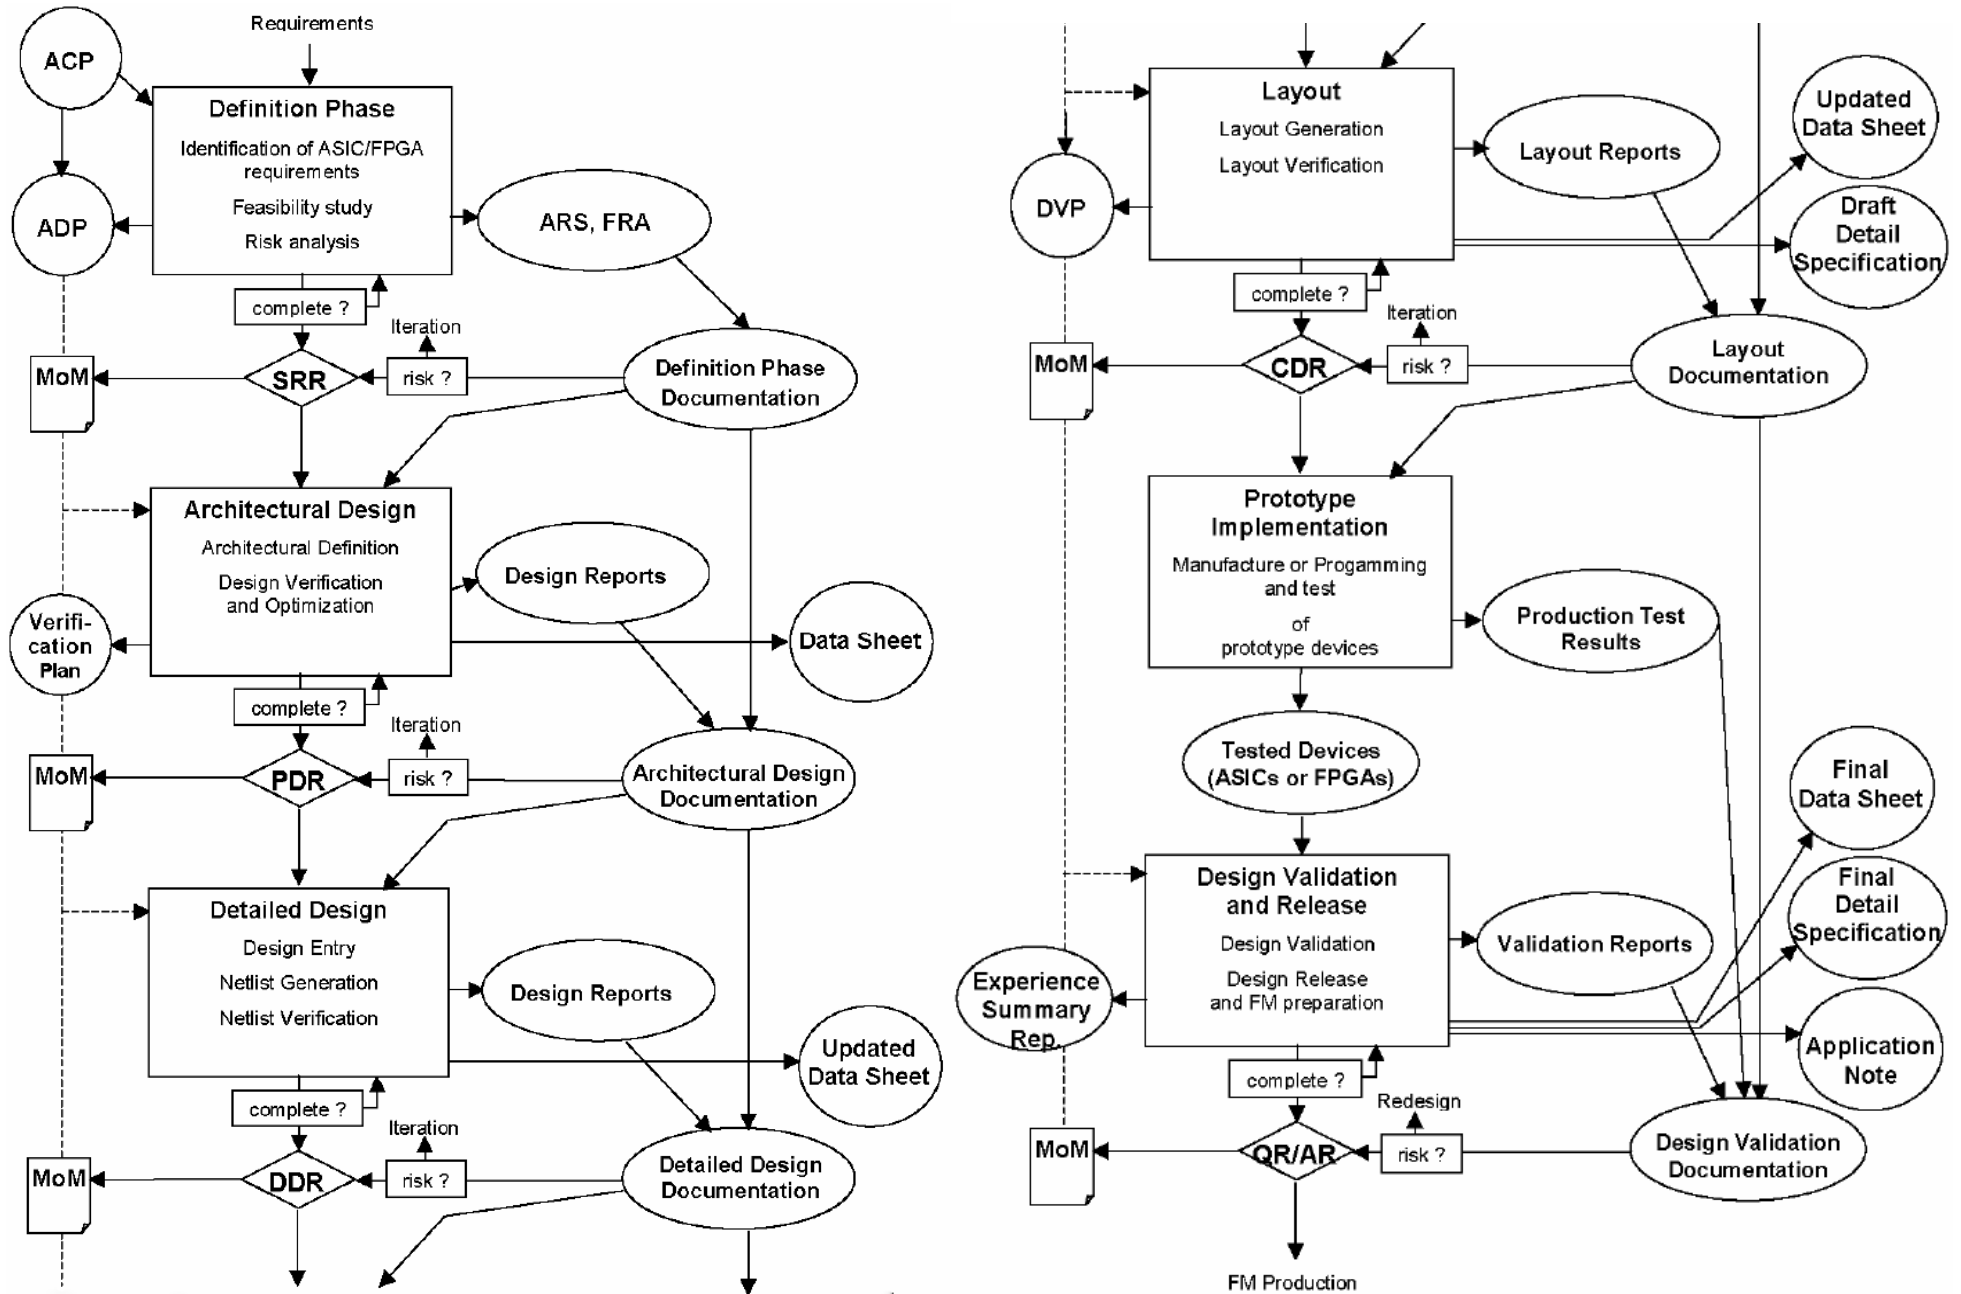 Requirements
ACP
Definition Phase
Identification of ASIC/FPGA
requirements
Feasibility study
Risk analysis
ADP
ARS, FRA
complete ?
Iteration
MoM
SRR
risk ?
Definition Phase
Documentation
Architectural Design
Architectural Definition
Design Verification
and Optimization
Design Reports
Verifi-
cation
Plan
Data Sheet
complete ?
Iteration
MoM
PDR
risk ?
Architectural Design
Documentation
Detailed Design
Design Entry
Netlist Generation
Netlist Verification
Design Reports
Updated
Data Sheet
complete ?
Iteration
MoM
DDR
risk ?
Detailed Design
Documentation
Layout
Layout Generation
Layout Verification
Layout Reports
Updated
Data Sheet
DVP
Draft
Detail
Specification
complete ?
Iteration
MoM
CDR
risk ?
Layout
Documentation
Prototype
Implementation
Manufacture or Progamming
and test
of
prototype devices
Production Test
Results
Tested Devices
(ASICs or FPGAs)
Final
Data Sheet
Design Validation
and Release
Design Validation
Design Release
and FM preparation
Validation Reports
Final
Detail
Specification
Experience
Summary
Rep.
Application
Note
complete ?
Redesign
MoM
QR/AR
risk ?
Design Validation
Documentation
FM Production